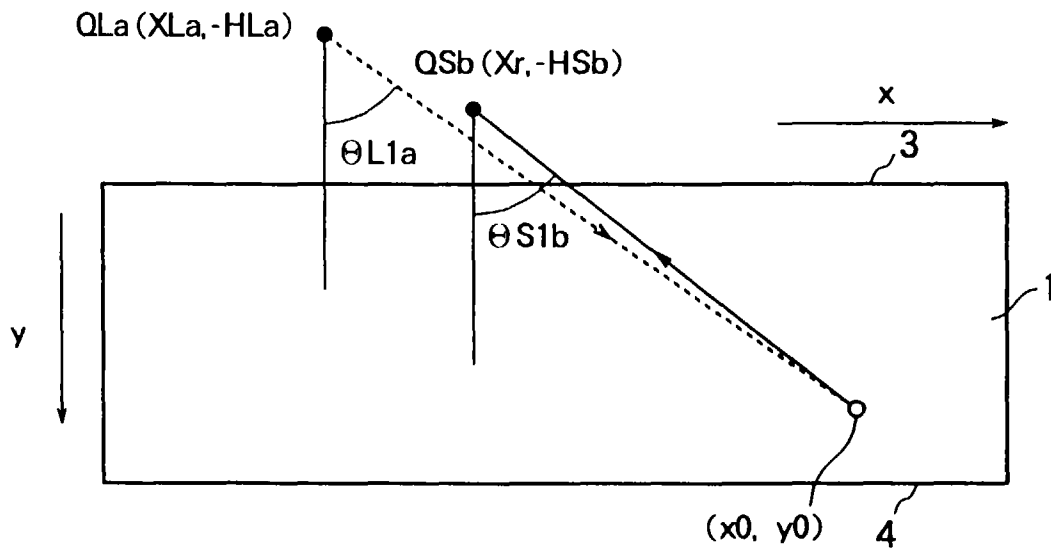 QLa (XLa, -HLa)
QSb (Xr, -HSb)
x
3
ΘL1a
ΘS1b
1
y
(x0, y0)
4